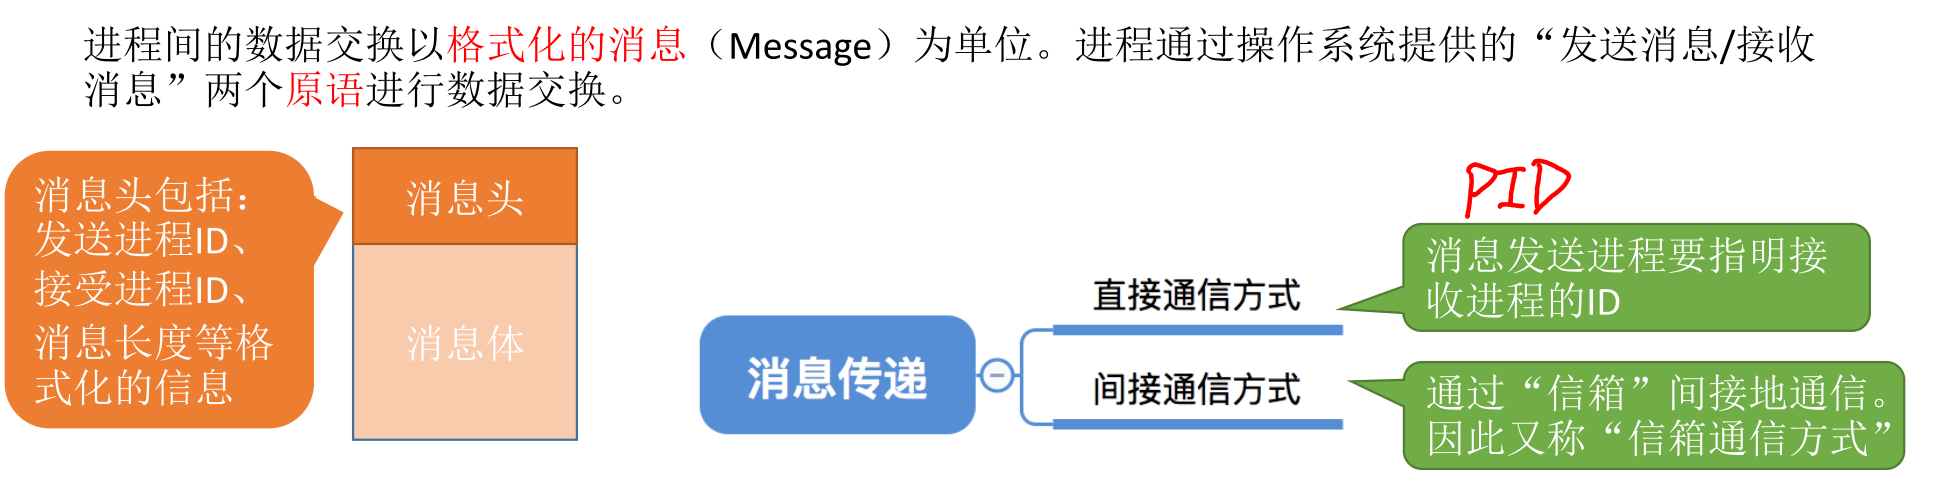 进程间的数据交换以格式化的消息（Message）为单位。进程通过操作系统提供的“发送消息/接收
消息”两个原语进行数据交换。
消息头包括：
发送进程ID、
接受进程ID、
消息长度等格
式化的信息
消息头
消息体
消息传递
直接通信方式
间接通信方式
PID
消息发送进程要指明接
收进程的ID
通过“信箱”间接地通信。
因此又称“信箱通信方式”